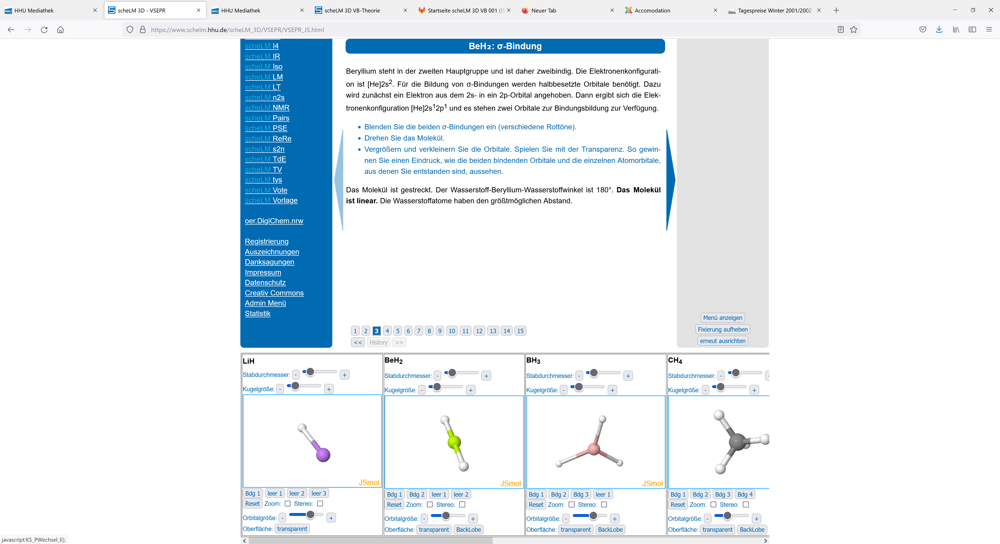 HHU Mediathek
scheLM 3D - VSEPR
HHU Mediathek
scheLM 3D VB-Theorie
Startseite scheLM 3D VB 001 (!5
Neuer Tab
Accomodation
Tagespreise Winter 2001/2002 -
https://www.schelm.hhu.de/scheLM_3D/VSEPR/VSEPR_JS.html
scheLM I4
scheLM IR
scheLM Iso
scheLM LM
scheLM LT
scheLM n2s
scheLM NMR
scheLM Pairs
scheLM PSE
scheLM ReRe
scheLM s2n
scheLM TdE
scheLM TV
scheLM tys
scheLM Vote
scheLM Vorlage
oer.DigiChem.nrw
Registrierung
Auszeichnungen
Danksagungen
Impressum
Datenschutz
Creativ Commons
Admin Menü
Statistik
BeH₂: σ-Bindung
Beryllium steht in der zweiten Hauptgruppe und ist daher zweibindig. Die Elektronenkonfigurati-
on ist [He]2s². Für die Bildung von σ-Bindungen werden halbbesetzte Orbitale benötigt. Dazu
wird zunächst ein Elektron aus dem 2s- in ein 2p-Orbital angehoben. Dann ergibt sich die Elek-
tronenkonfiguration [He]2s¹2p¹ und es stehen zwei Orbitale zur Bindungsbildung zur Verfügung.
• Blenden Sie die beiden σ-Bindungen ein (verschiedene Rottöne).
• Drehen Sie das Molekül.
• Vergrößern und verkleinern Sie die Orbitale. Spielen Sie mit der Transparenz. So gewin-
nen Sie einen Eindruck, wie die beiden bindenden Orbitale und die einzelnen Atomorbitale,
aus denen Sie entstanden sind, aussehen.
Das Molekül ist gestreckt. Der Wasserstoff-Beryllium-Wasserstoffwinkel ist 180°. Das Molekül
ist linear. Die Wasserstoffatome haben den größtmöglichen Abstand.
1 2 3 4 5 6 7 8 9 10 11 12 13 14 15
<< History >>
Menü anzeigen
Fixierung aufheben
erneut ausrichten
LiH
Stabdurchmesser: - +
Kugelgröße: - +
JSmol
Bdg 1 leer 1 leer 2 leer 3
Reset Zoom: Stereo:
Orbitalgröße: - +
Oberfläche: transparent
BeH₂
Stabdurchmesser: - +
Kugelgröße: - +
JSmol
Bdg 1 Bdg 2 leer 1 leer 2
Reset Zoom: Stereo:
Orbitalgröße: - +
Oberfläche: transparent BackLobe
BH₃
Stabdurchmesser: - +
Kugelgröße: - +
JSmol
Bdg 1 Bdg 2 Bdg 3 leer 1
Reset Zoom: Stereo:
Orbitalgröße: - +
Oberfläche: transparent BackLobe
CH₄
Stabdurchmesser: -
Kugelgröße: - +
Bdg 1 Bdg 2 Bdg 3 Bdg 4
Reset Zoom: Stereo:
Orbitalgröße: - +
Oberfläche: transparent BackLobe
javascript:KS_PWechsel_l();